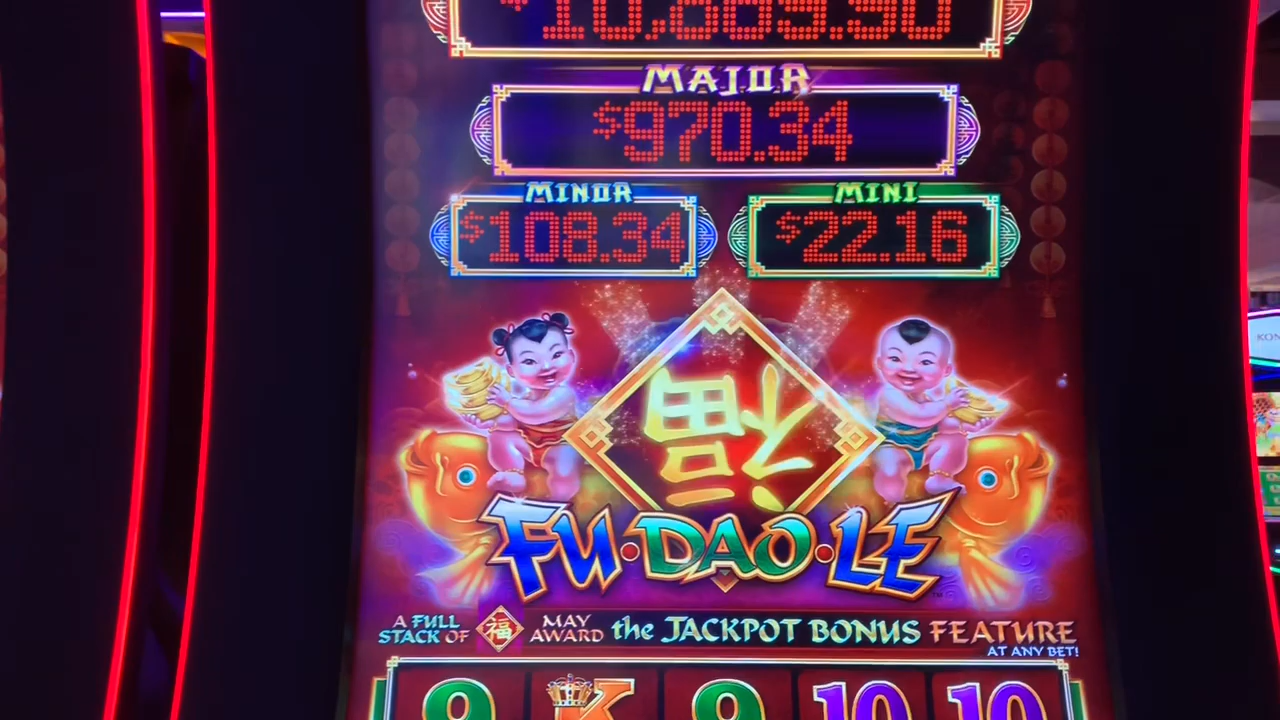 MAJOR
$970.34
MINOR
$108.34
MINI
$22.16
福
FU·DAO·LE
A FULL STACK OF 福 MAY AWARD the JACKPOT BONUS FEATURE
AT ANY BET!
9 K 9 10 10
KON